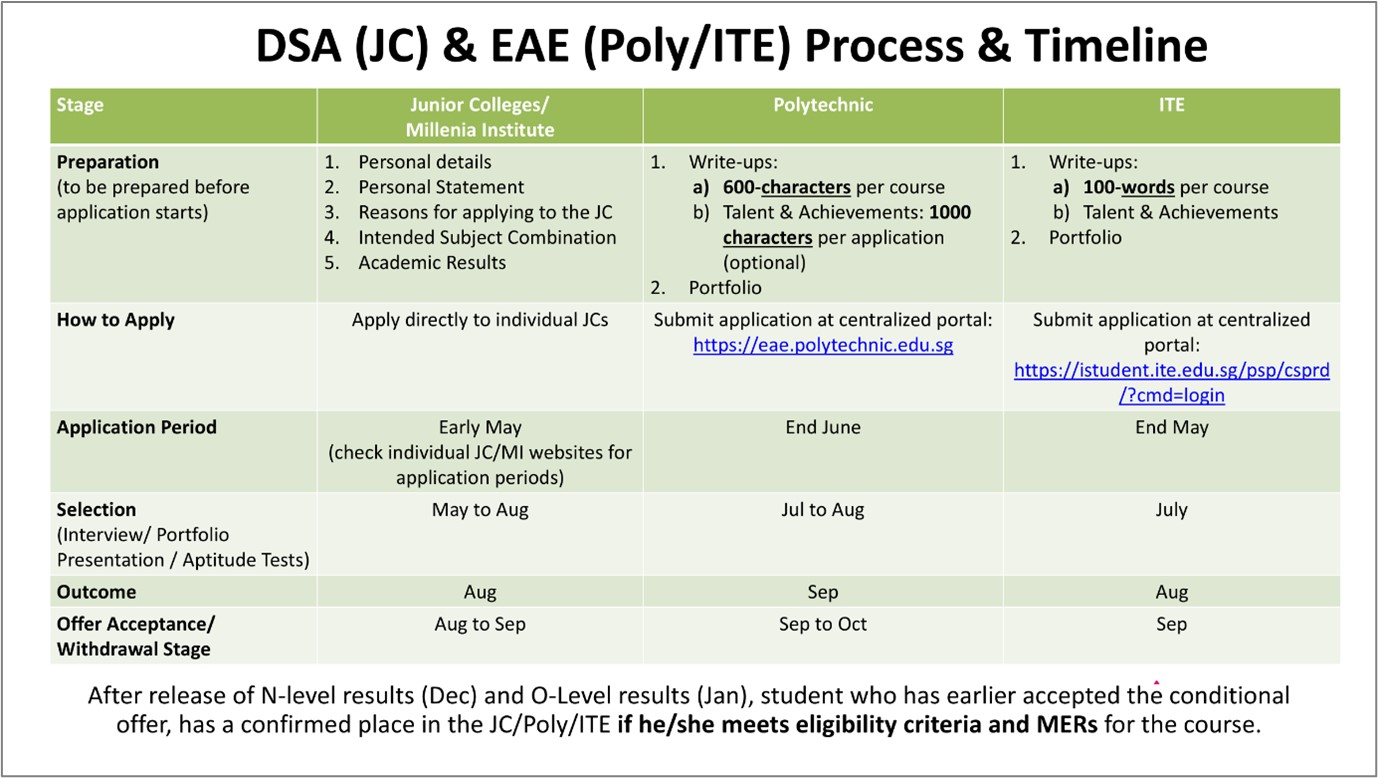 DSA (JC) & EAE (Poly/ITE) Process & Timeline
Stage
Junior Colleges/
Millenia Institute
Polytechnic
ITE
Preparation
(to be prepared before
application starts)
1. Personal details
2. Personal Statement
3. Reasons for applying to the JC
4. Intended Subject Combination
5. Academic Results
1. Write-ups:
a) 600-characters per course
b) Talent & Achievements: 1000
characters per application
(optional)
2. Portfolio
1. Write-ups:
a) 100-words per course
b) Talent & Achievements
2. Portfolio
How to Apply
Apply directly to individual JCs
Submit application at centralized portal:
https://eae.polytechnic.edu.sg
Submit application at centralized
portal:
https://istudent.ite.edu.sg/psp/csprd
/?cmd=login
Application Period
Early May
(check individual JC/MI websites for
application periods)
End June
End May
Selection
(Interview/ Portfolio
Presentation / Aptitude Tests)
May to Aug
Jul to Aug
July
Outcome
Aug
Sep
Aug
Offer Acceptance/
Withdrawal Stage
Aug to Sep
Sep to Oct
Sep
After release of N-level results (Dec) and O-Level results (Jan), student who has earlier accepted the conditional
offer, has a confirmed place in the JC/Poly/ITE if he/she meets eligibility criteria and MERs for the course.